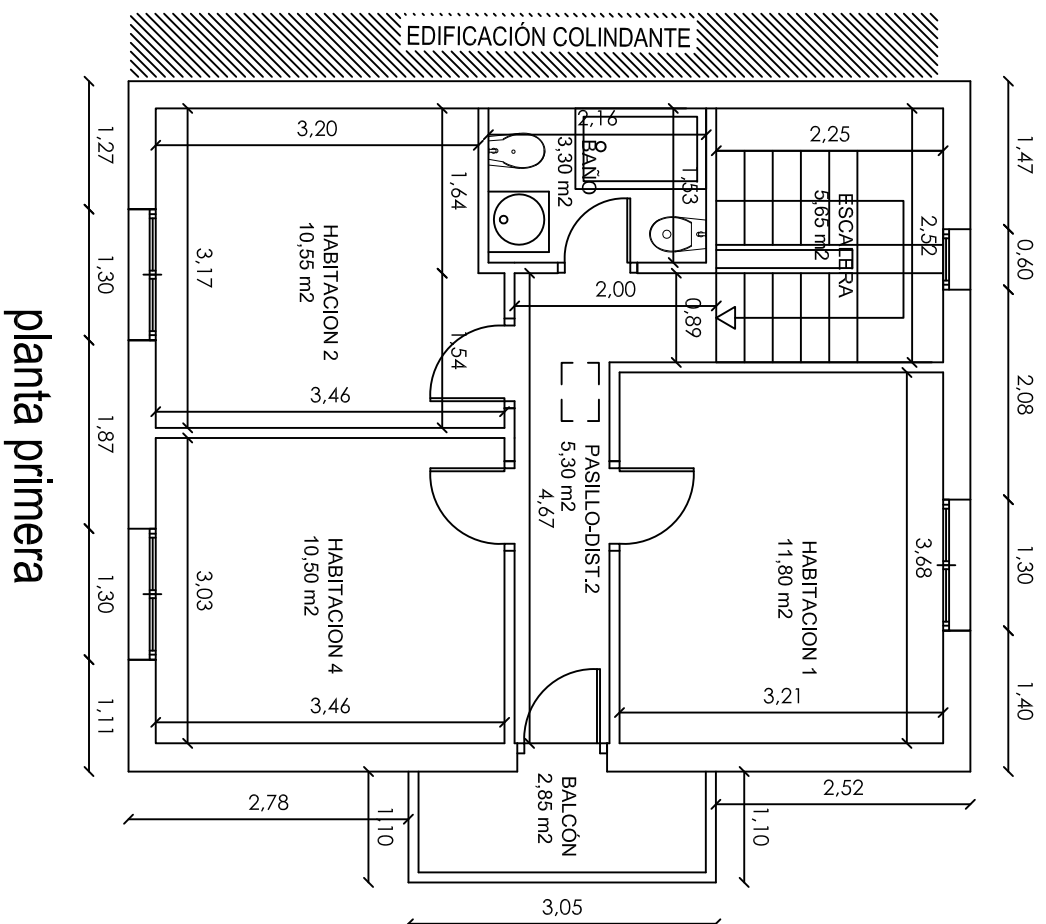 EDIFICACIÓN COLINDANTE
planta primera
1,27
1,30
1,87
1,30
1,11
3,20
3,17
HABITACION 2
10,55 m2
1,64
1,54
3,46
2,16
BAÑO
3,30 m2
1,53
2,25
ESCALERA
5,65 m2
2,52
2,00
0,89
PASILLO-DIST.2
5,30 m2
4,67
HABITACION 4
10,50 m2
3,03
3,46
HABITACION 1
11,80 m2
3,68
3,21
BALCÓN
2,85 m2
1,47
0,60
2,08
1,30
1,40
2,78
1,10
1,10
2,52
3,05